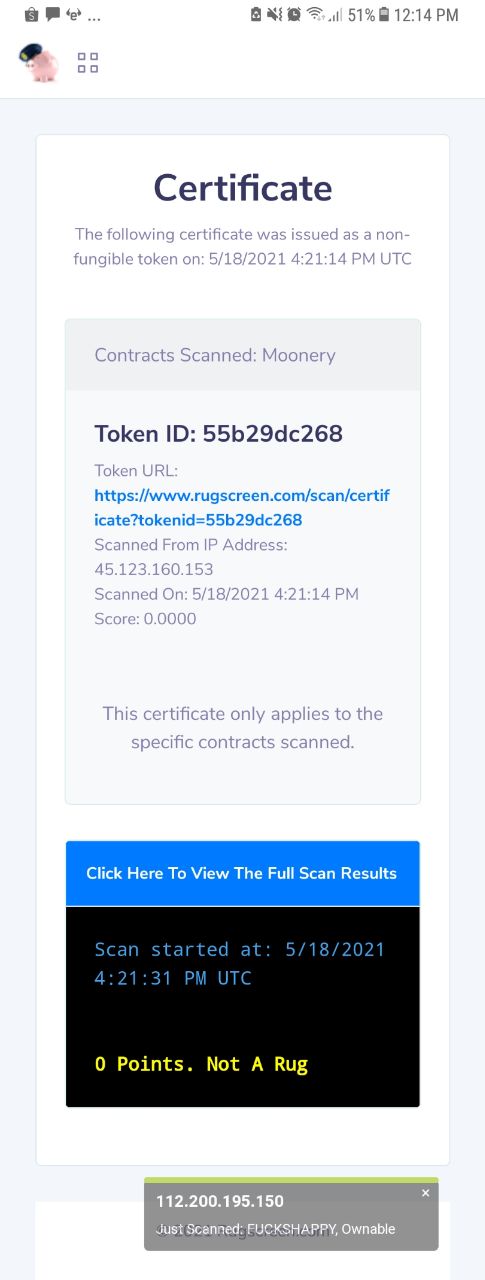 51% 12:14 PM
Certificate
The following certificate was issued as a non-
fungible token on: 5/18/2021 4:21:14 PM UTC
Contracts Scanned: Moonery
Token ID: 55b29dc268
Token URL:
https://www.rugscreen.com/scan/certif
icate?tokenid=55b29dc268
Scanned From IP Address:
45.123.160.153
Scanned On: 5/18/2021 4:21:14 PM
Score: 0.0000
This certificate only applies to the
specific contracts scanned.
Click Here To View The Full Scan Results
Scan started at: 5/18/2021
4:21:31 PM UTC
0 Points. Not A Rug
112.200.195.150 ×
Just Scanned: FUCKSHAPPY, Ownable